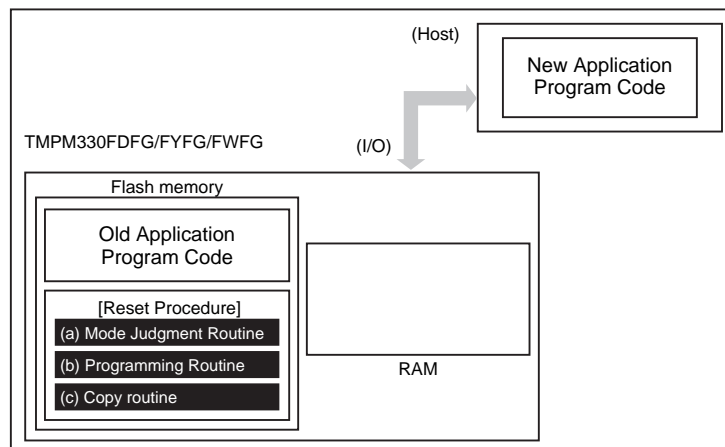 (Host)
New Application
Program Code
TMPM330FDFG/FYFG/FWFG
(I/O)
Flash memory
Old Application
Program Code
[Reset Procedure]
(a) Mode Judgment Routine
(b) Programming Routine
(c) Copy routine
RAM